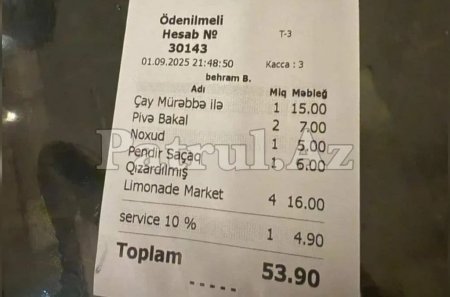 Ödenilmeli
Hesab №
T-3
30143
01.09.2025 21:48:50
Kacca : 3
behram B.
Adı Miq Məbləğ
Çay Mürəbbə ilə 1 15.00
Pivə Bakal 2 7.00
Noxud 1 5.00
Pendir Saçaq 1 6.00
Qizardılmış
Limonade Market 4 16.00
service 10 % 1 4.90
Toplam 53.90
Patrul.Az